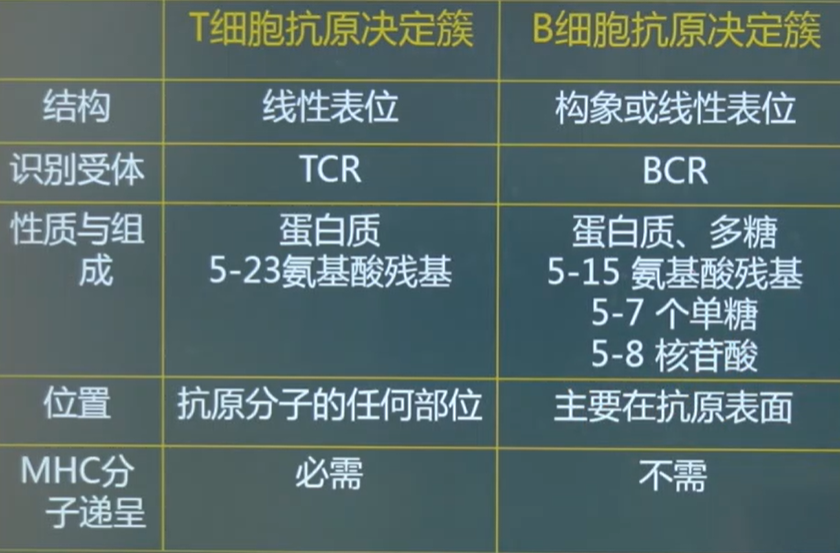 T细胞抗原决定簇 B细胞抗原决定簇
结构 线性表位 构象或线性表位
识别受体 TCR BCR
性质与组 蛋白质 蛋白质、多糖
成 5-23氨基酸残基 5-15 氨基酸残基
5-7 个单糖
5-8 核苷酸
位置 抗原分子的任何部位 主要在抗原表面
MHC分 必需 不需
子递呈